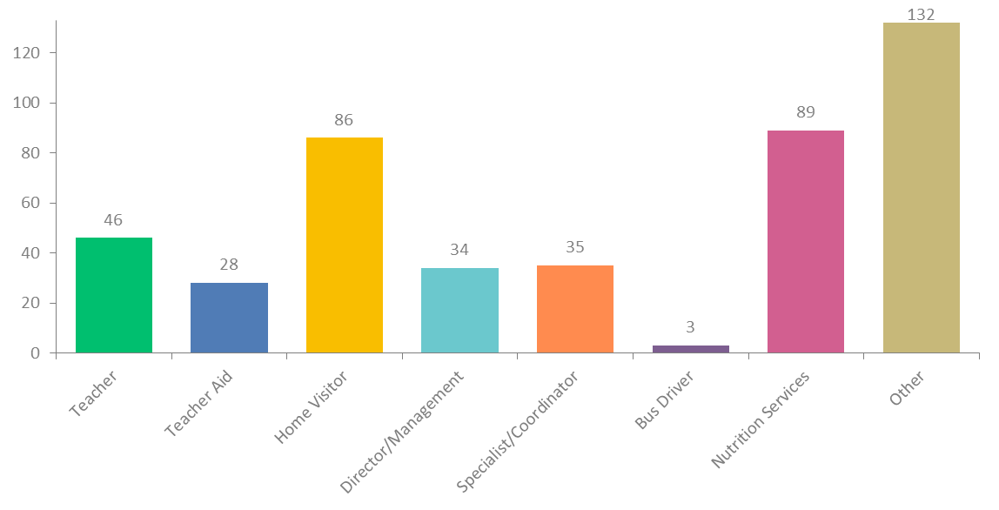 132
120
100
89
86
80
60
46
40
35
34
28
20
3
0
Teacher
Teacher Aid
Home Visitor
Director/Management
Specialist/Coordinator
Bus Driver
Nutrition Services
Other